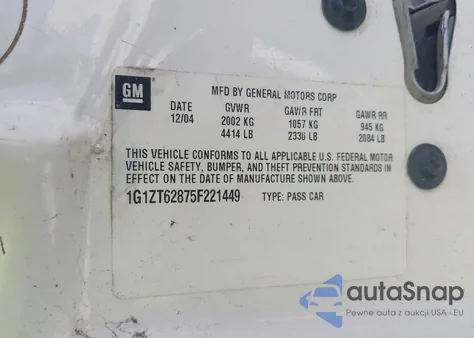 GM
MFD BY GENERAL MOTORS CORP
DATE GVWR GAWR FRT GAWR RR
12/04 2002 KG 1057 KG 945 KG
4414 LB 2330 LB 2084 LB
THIS VEHICLE CONFORMS TO ALL APPLICABLE U.S. FEDERAL MOTOR
VEHICLE SAFETY, BUMPER, AND THEFT PREVENTION STANDARDS
IN EFFECT ON THE DATE OF MANUFACTURE SHOWN ABOVE.
1G1ZT62875F221449 TYPE: PASS CAR
autoSnap
Pewne auta z aukcji USA - EU